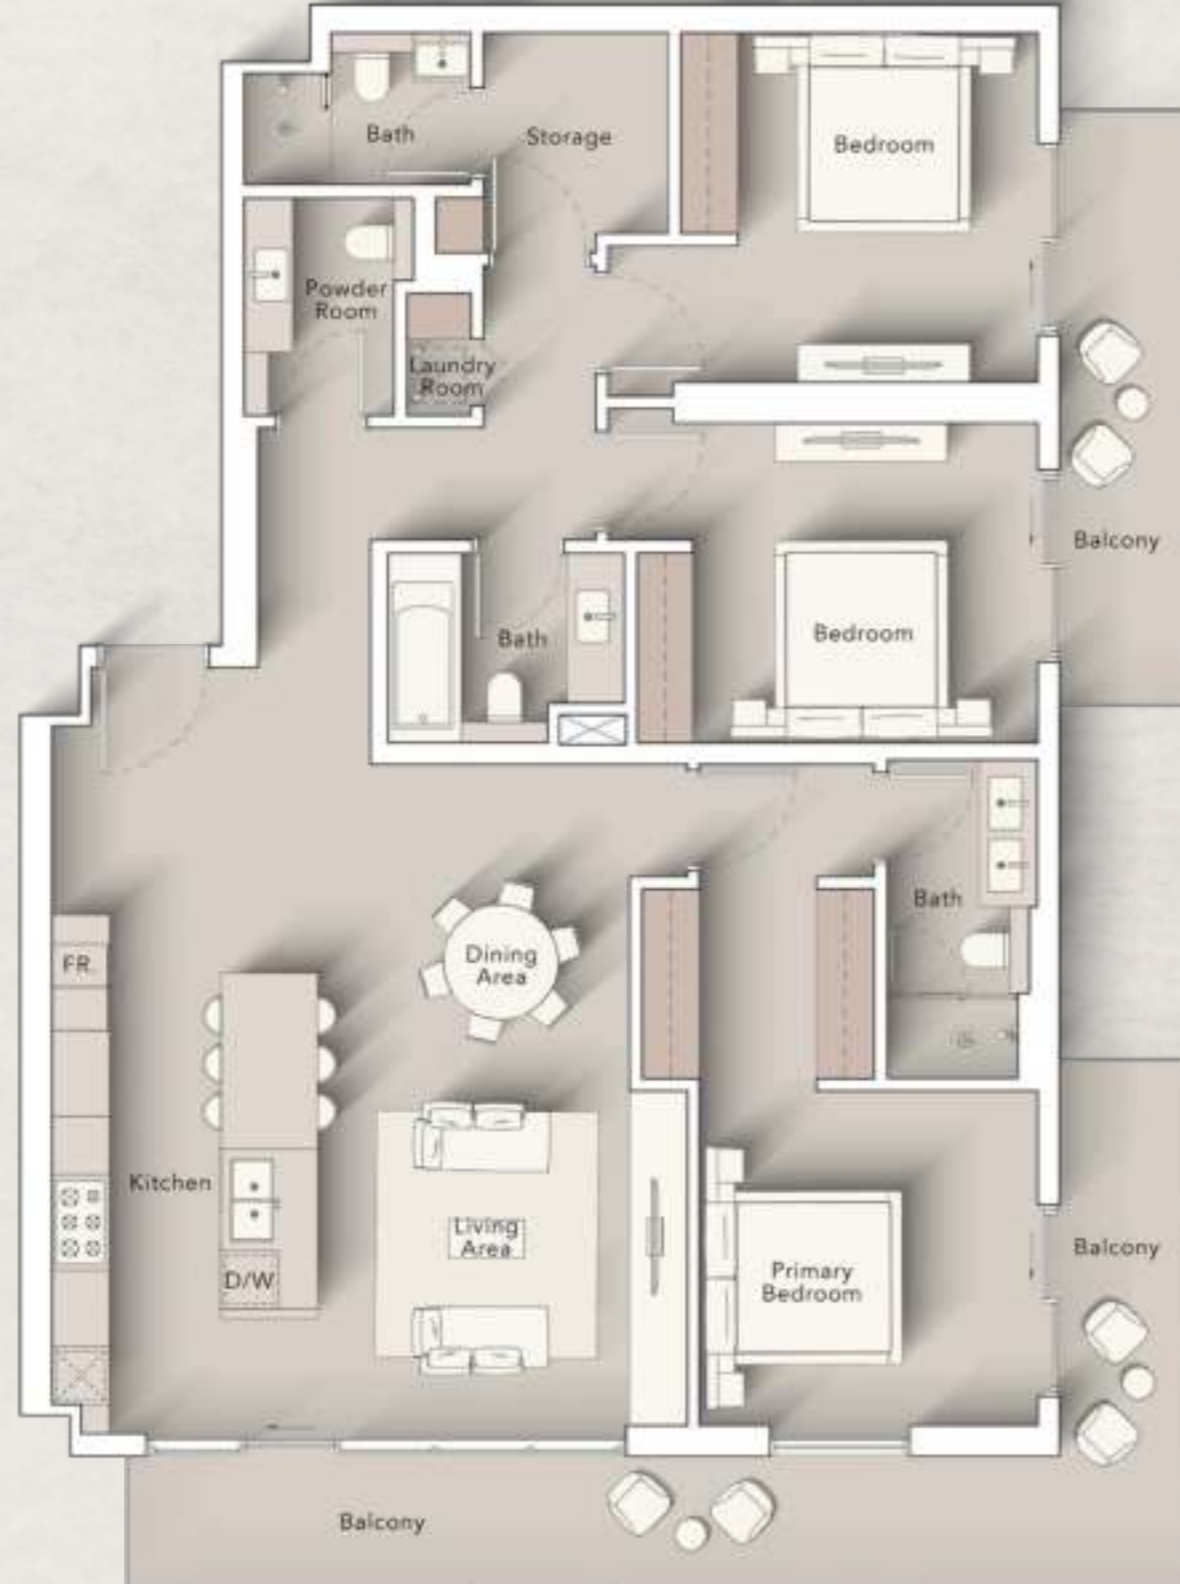 Bath
Storage
Bedroom
Powder
Room
Laundry
Room
Balcony
Bath
Bedroom
Bath
Dining
Area
FR.
Kitchen
Living
Area
D/W
Primary
Bedroom
Balcony
Balcony